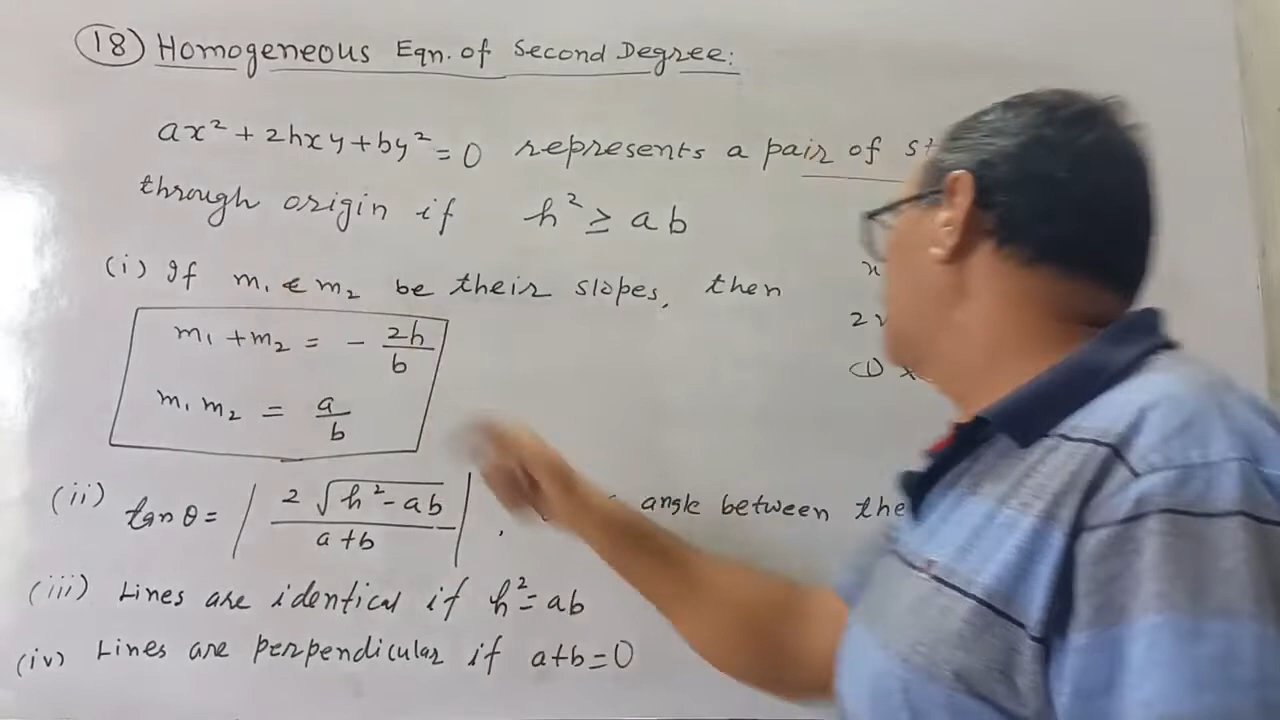 (18) Homogeneous Eqn. of Second Degree:
ax² + 2hxy + by² = 0 represents a pair of
through origin if h² ≥ ab
(i) If m₁ & m₂ be their slopes, then
m₁ + m₂ = - 2h/b
m₁ m₂ = a/b
(ii) tan θ = | 2 √(h² - ab) / (a + b) | , angle between the
(iii) Lines are identical if h² = ab
(iv) Lines are perpendicular if a + b = 0